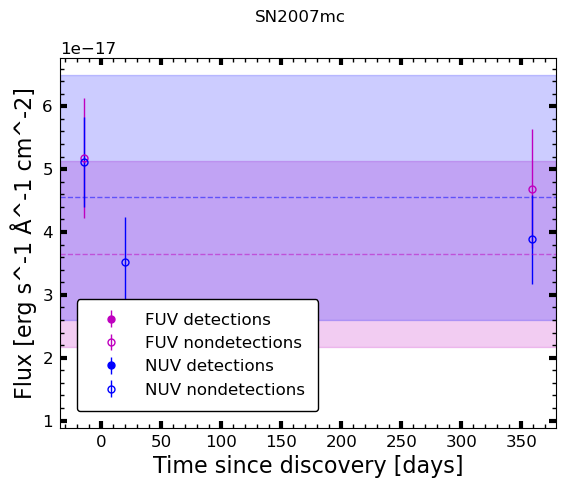 SN2007mc
1e−17
Flux [erg s^-1 Å^-1 cm^-2]
6
5
4
3
2
1
FUV detections
FUV nondetections
NUV detections
NUV nondetections
0 50 100 150 200 250 300 350
Time since discovery [days]